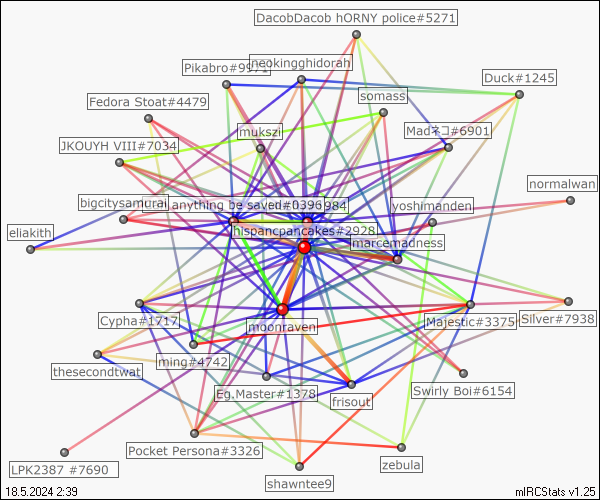 DacobDacob hORNY police#5271
neokingghidorah
Pikabro#9971
Duck#1245
somass
Fedora Stoat#4479
Madネコ#6901
imukszi
JKOUYH VIII#7034
normalwan
bigcitysamurai
anything be saved#0396
984
yoshimanden
eliakith
hispancpancakes#2928
marcemadness
Cypha#1717
moonraven
Majestic#3375
Silver#7938
ming#4742
thesecondtwat
Eg.Master#1378
frisout
Swirly Boi#6154
Pocket Persona#3326
zebula
LPK2387 #7690
shawntee9
18.5.2024 2:39
mIRCStats v1.25